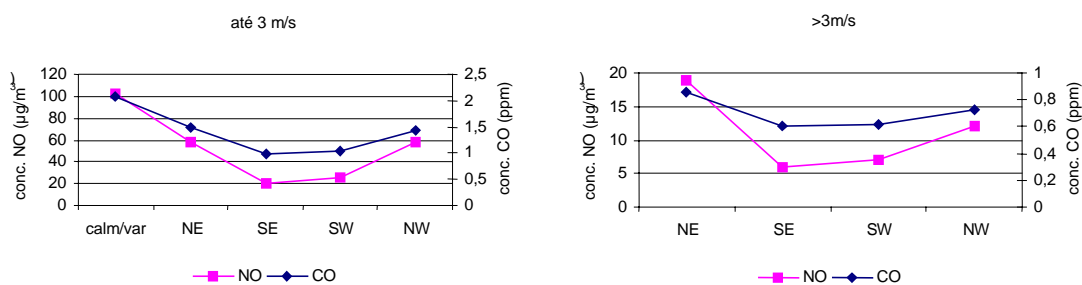 até 3 m/s
conc. NO (µg/m³)
120
100
80
60
40
20
0
2,5
2
1,5
1
0,5
0
conc. CO (ppm)
calm/var NE SE SW NW
NO CO
>3m/s
conc. NO (µg/m³)
20
15
10
5
0
1
0,8
0,6
0,4
0,2
0
conc. CO (ppm)
NE SE SW NW
NO CO